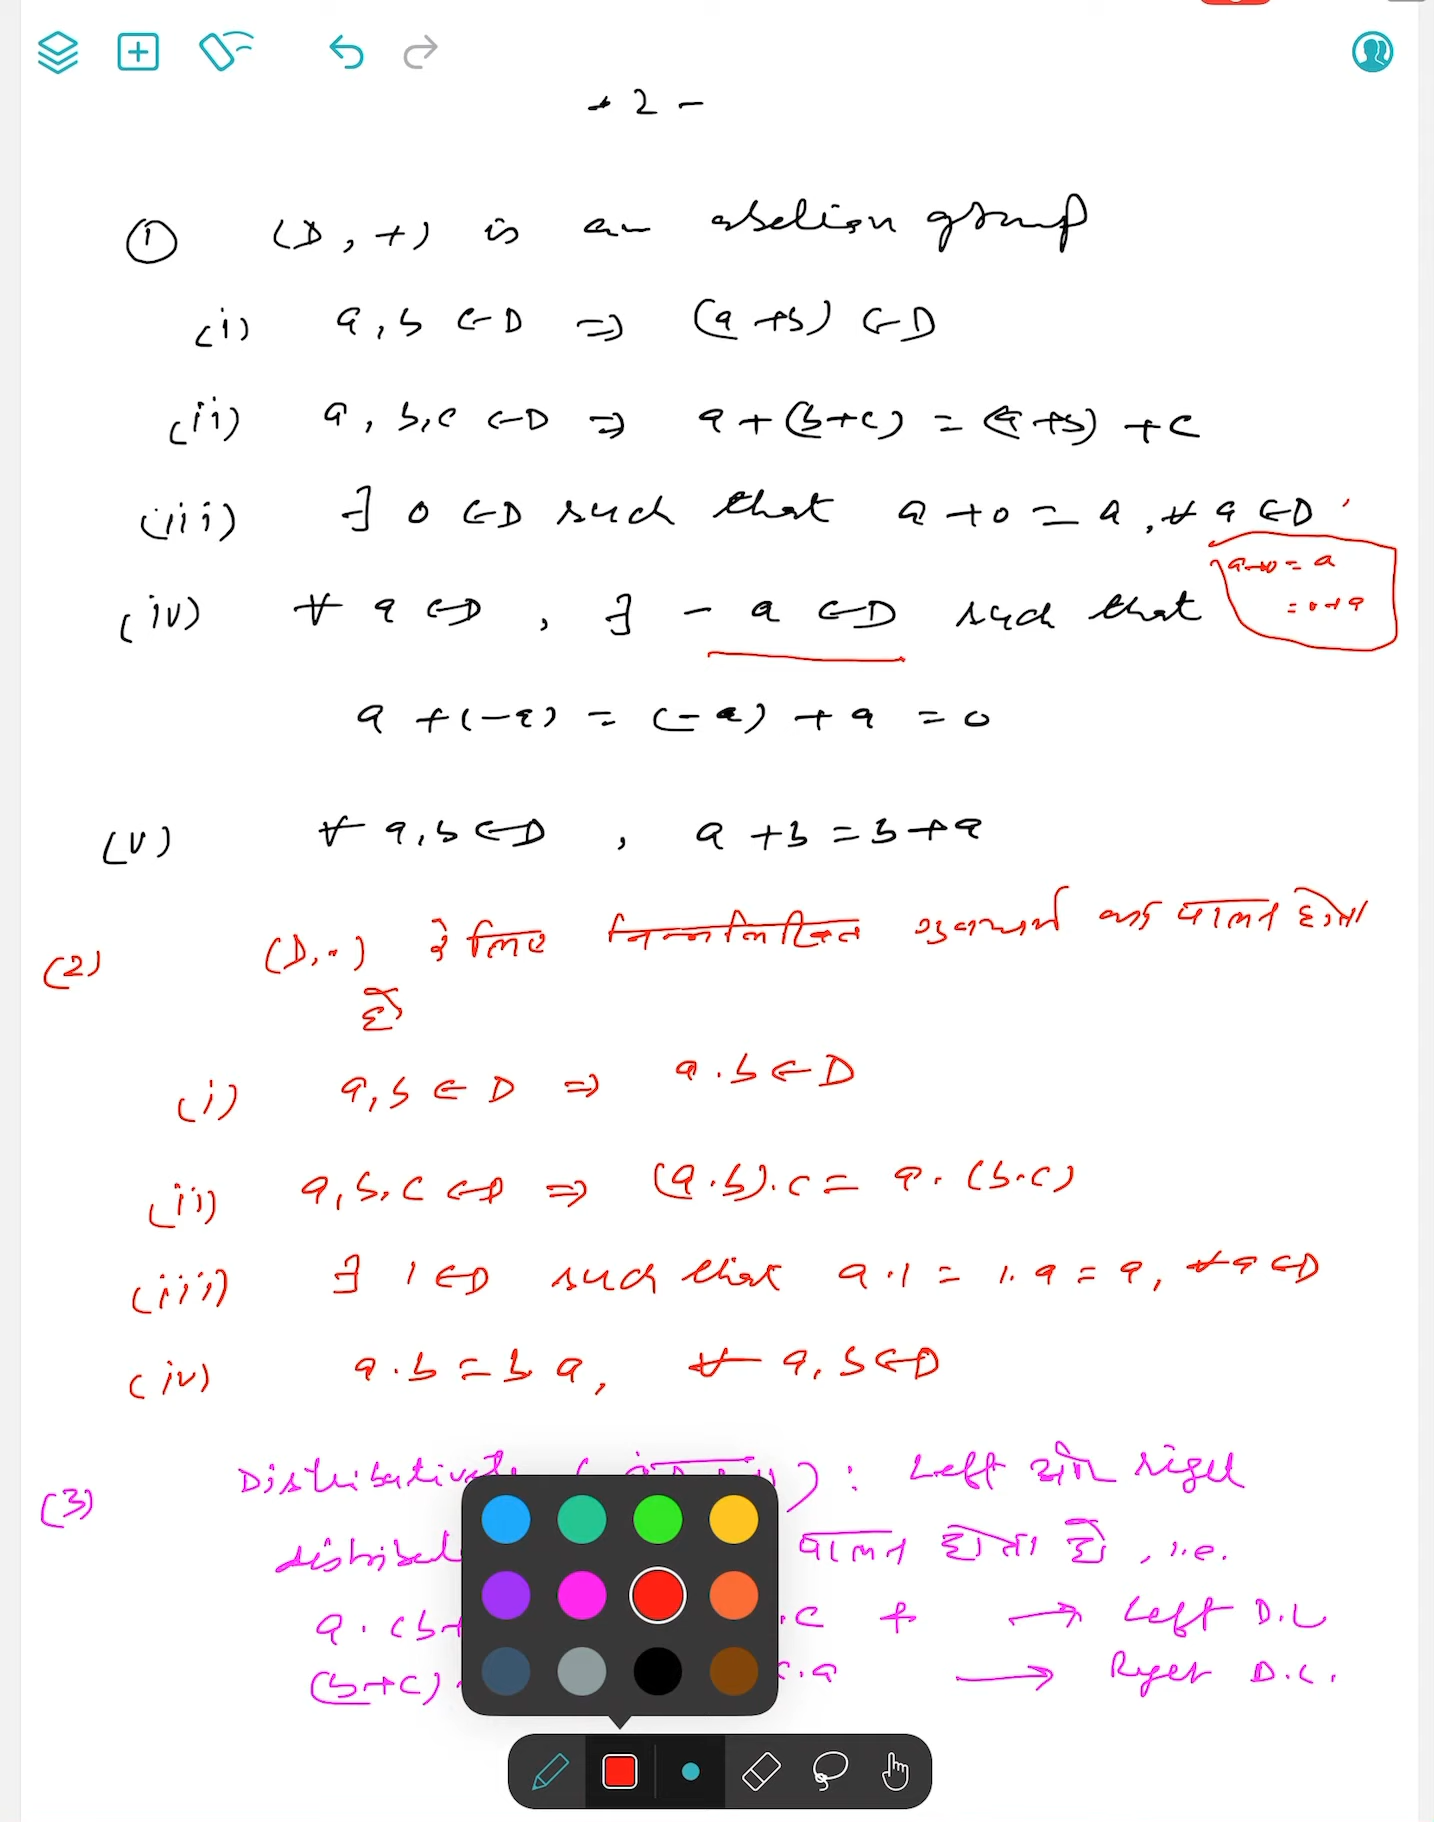 - 2 -
① (D, +) is an abelian group
(i) a, b ∈ D ⇒ (a+b) ∈ D
(ii) a, b, c ∈ D ⇒ a + (b+c) = (a+b) + c
(iii) ∃ 0 ∈ D such that a + 0 = a, ∀ a ∈ D
a+0 = a
= 0+a
(iv) ∀ a ∈ D, ∃ -a ∈ D such that
a + (-a) = (-a) + a = 0
(v) ∀ a, b ∈ D, a + b = b + a
(2) (D, ·) के लिए निम्नलिखित गुणधर्म का पालन होता
है
(i) a, b ∈ D ⇒ a · b ∈ D
(ii) a, b, c ∈ D ⇒ (a·b)·c = a·(b·c)
(iii) ∃ 1 ∈ D such that a·1 = 1·a = a, ∀ a ∈ D
(iv) a·b = b a, ∀ a, b ∈ D
(3) Distributivity ( ) : Left और right
पालन होता है, i.e.
a · (b+ · c + → Left D.L
(b+c) c · a → Right D.L.